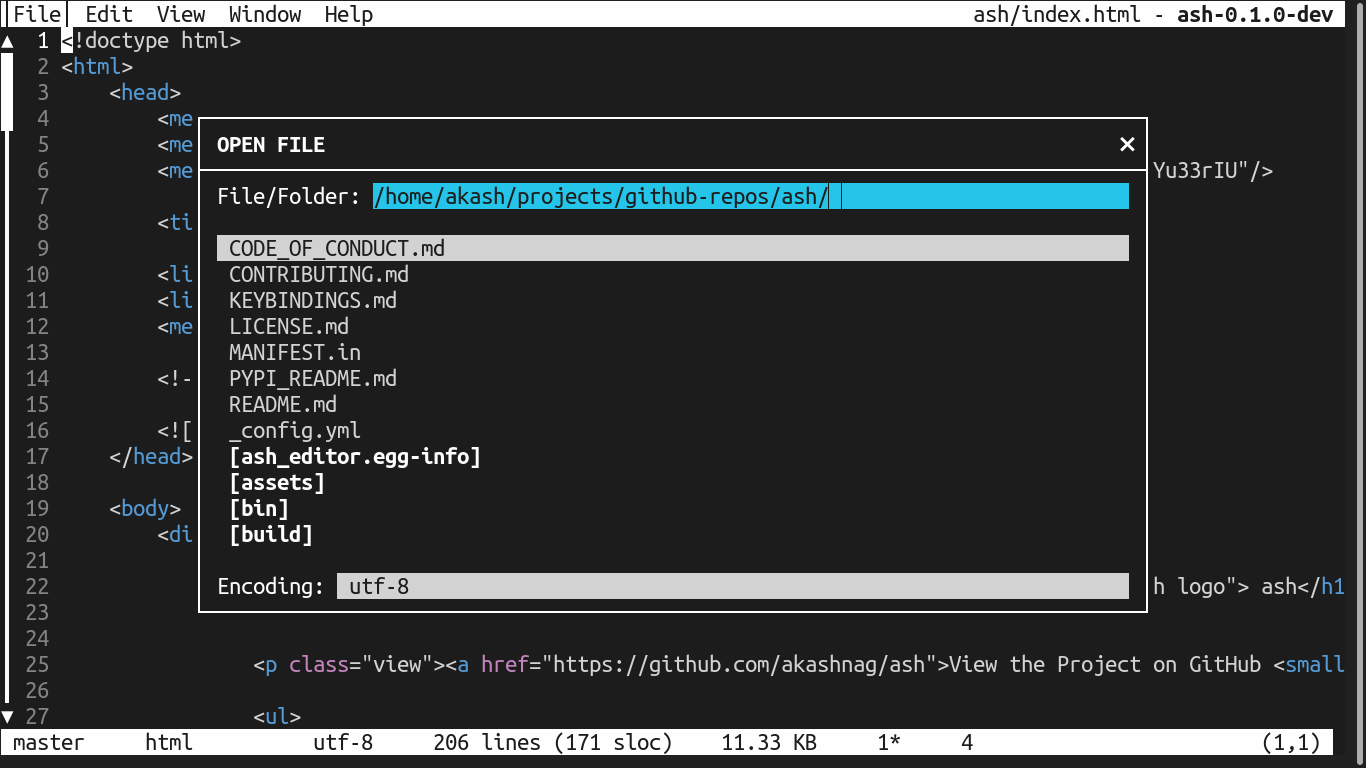 File Edit View Window Help ash/index.html - ash-0.1.0-dev
1 <!doctype html>
2 <html>
3 <head>
4 <me
OPEN FILE ×
5 <me
6 <me Yu33rIU"/>
File/Folder: /home/akash/projects/github-repos/ash/
7
8 <ti
9 CODE_OF_CONDUCT.md
10 <li CONTRIBUTING.md
11 <li KEYBINDINGS.md
12 <me LICENSE.md
13 MANIFEST.in
14 <!- PYPI_README.md
15 README.md
16 <![ _config.yml
17 </head> [ash_editor.egg-info]
18 [assets]
19 <body> [bin]
20 <di [build]
21
22 Encoding: utf-8 h logo"> ash</h1
23
24
25 <p class="view"><a href="https://github.com/akashnag/ash">View the Project on GitHub <small
26
27 <ul>
master html utf-8 206 lines (171 sloc) 11.33 KB 1* 4 (1,1)